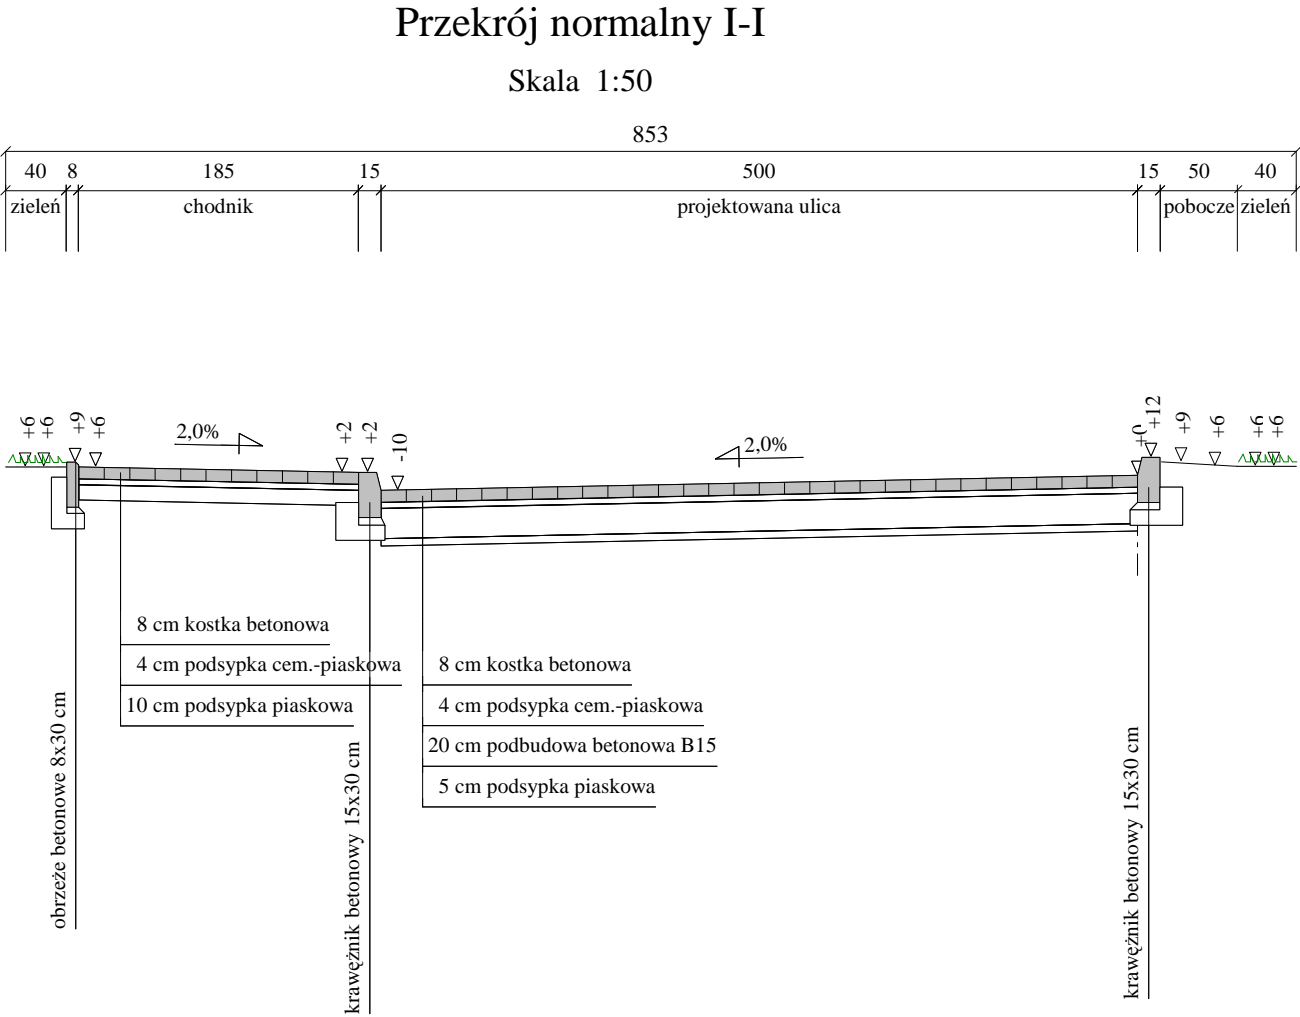 Przekrój normalny I-I
Skala 1:50
853
40 8 185 15 500 15 50 40
zieleń chodnik projektowana ulica pobocze zieleń
+6 +6 +9 +6 2,0% +2 +2 -10 2,0% +0 +12 +9 +6 +6 +6
8 cm kostka betonowa
4 cm podsypka cem.-piaskowa
10 cm podsypka piaskowa
8 cm kostka betonowa
4 cm podsypka cem.-piaskowa
20 cm podbudowa betonowa B15
5 cm podsypka piaskowa
obrzeże betonowe 8x30 cm
krawężnik betonowy 15x30 cm
krawężnik betonowy 15x30 cm